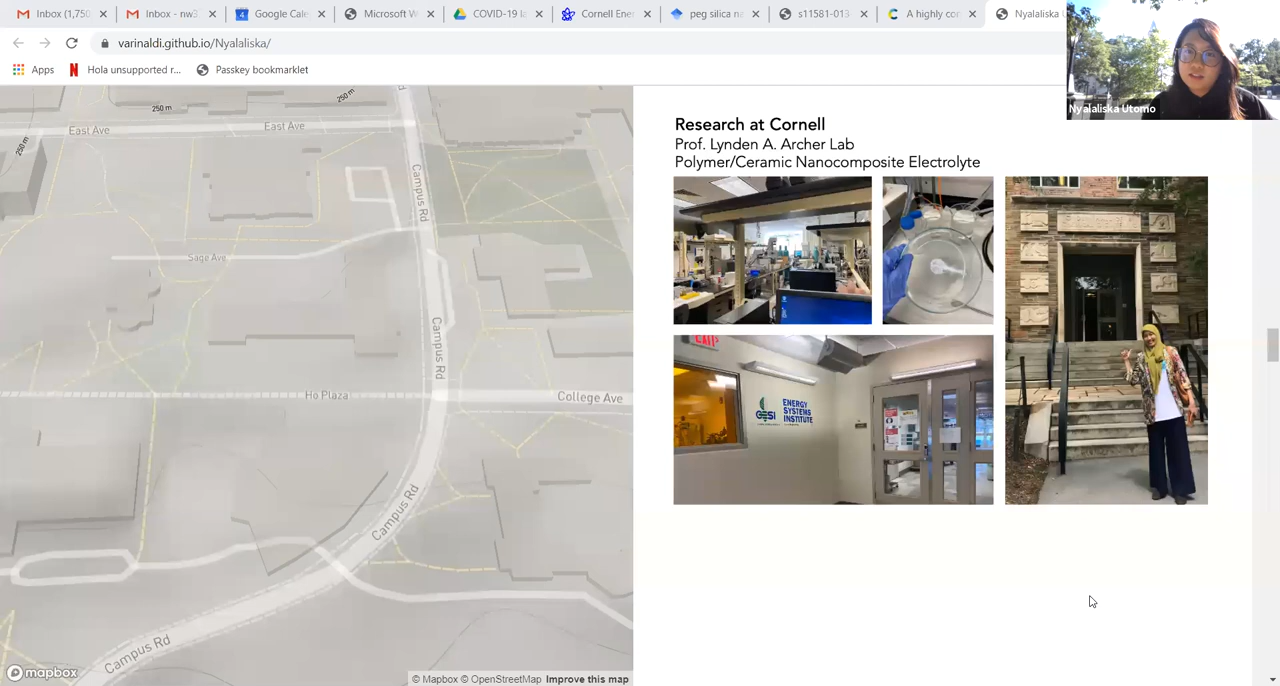 Inbox (1,750
Inbox - nw3
Google Cale
Microsoft W
COVID-19 la
Cornell Ener
peg silica na
s11581-013
A highly con
Nyalaliska U
varinaldi.github.io/Nyalaliska/
Apps
Hola unsupported r...
Passkey bookmarklet
Nyalaliska Utomo
250 m
250 m
250 m
East Ave
East Ave
Campus Rd
Sage Ave
Campus Rd
Ho Plaza
College Ave
Campus Rd
Campus Rd
mapbox
© Mapbox © OpenStreetMap Improve this map
Research at Cornell
Prof. Lynden A. Archer Lab
Polymer/Ceramic Nanocomposite Electrolyte
EXIT
CESI
ENERGY
SYSTEMS
INSTITUTE